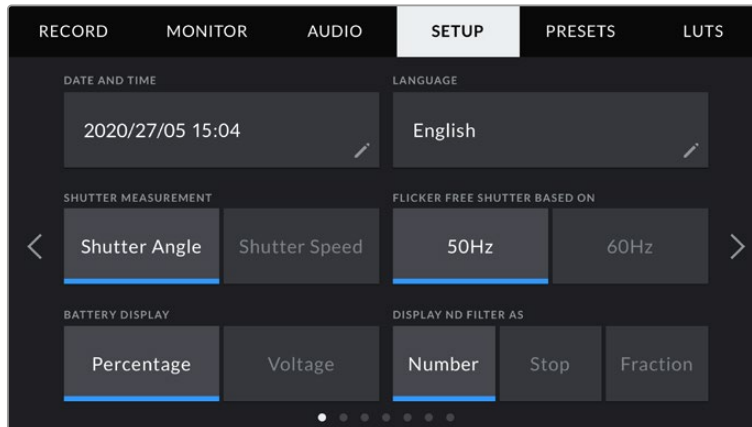 RECORD MONITOR AUDIO SETUP PRESETS LUTS
DATE AND TIME LANGUAGE
2020/27/05 15:04 English
SHUTTER MEASUREMENT FLICKER FREE SHUTTER BASED ON
Shutter Angle Shutter Speed 50Hz 60Hz
BATTERY DISPLAY DISPLAY ND FILTER AS
Percentage Voltage Number Stop Fraction